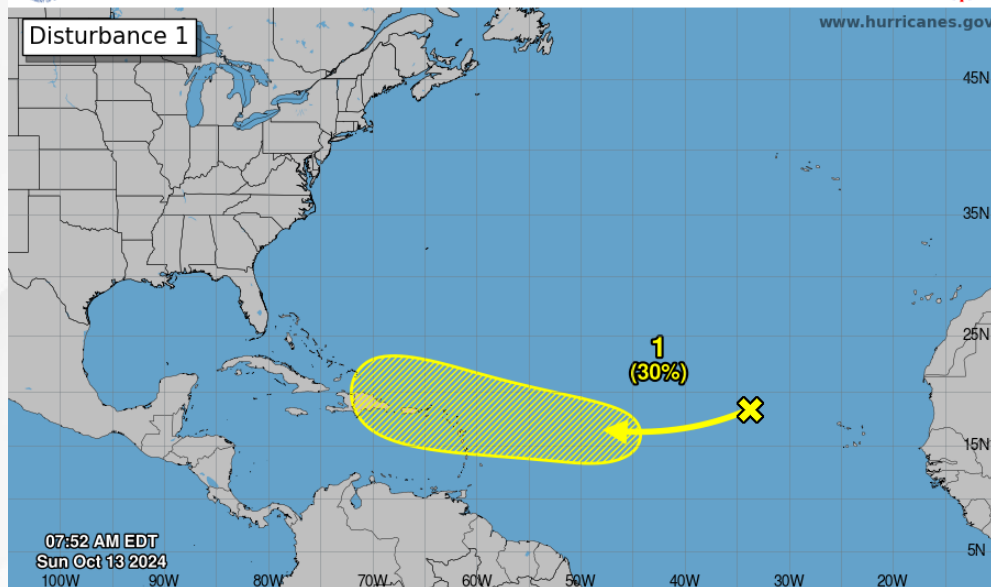 Disturbance 1
www.hurricanes.gov
45N
35N
25N
1
(30%)
15N
5N
07:52 AM EDT
Sun Oct 13 2024
100W 90W 80W 70W 60W 50W 40W 30W 20W